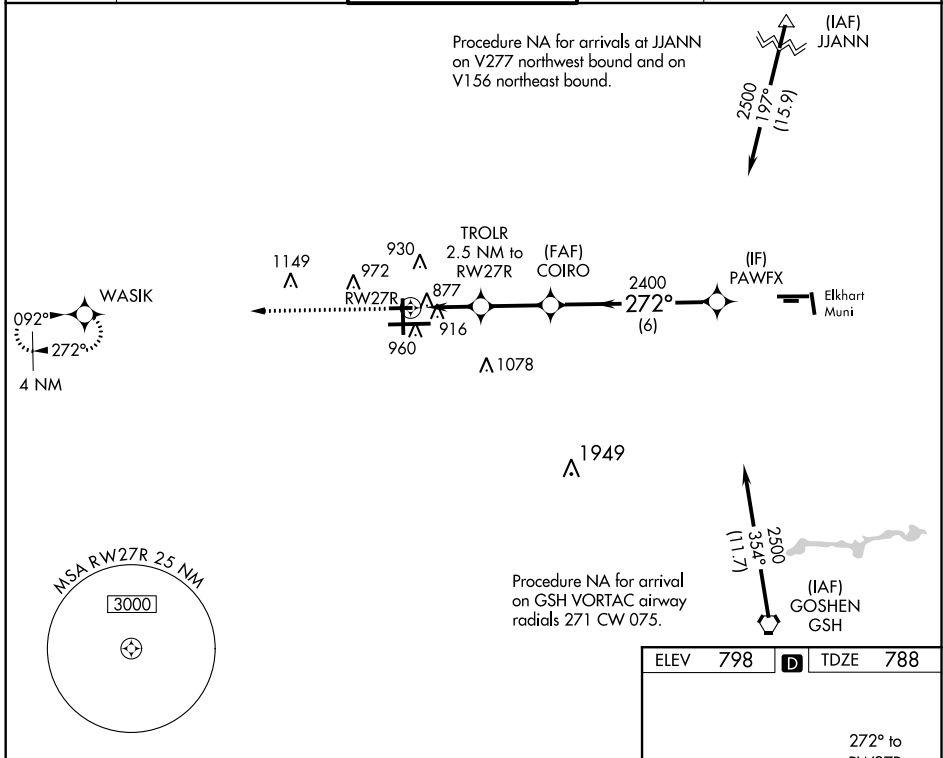 Procedure NA for arrivals at JJANN
on V277 northwest bound and on
V156 northeast bound.
(IAF)
JJANN
2500
197°
(15.9)
TROLR
2.5 NM to
RW27R
(FAF)
COIRO
(IF)
PAWFX
2400
272°
(6)
Elkhart
Muni
1149
972
930
877
RW27R
916
960
1078
WASIK
092°
272°
4 NM
1949
MSA RW27R 25 NM
3000
Procedure NA for arrival
on GSH VORTAC airway
radials 271 CW 075.
2500
354°
(11.7)
(IAF)
GOSHEN
GSH
ELEV 798 D TDZE 788
272° to